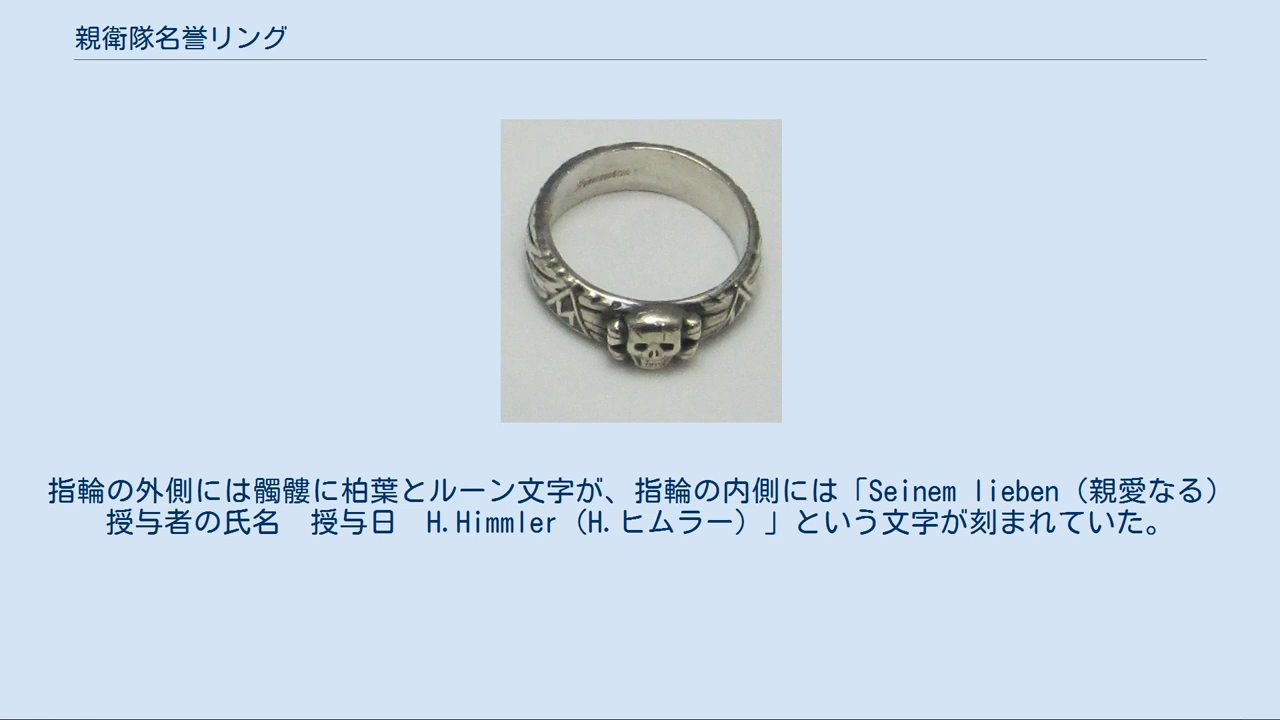 親衛隊名誉リング
指輪の外側には髑髏に柏葉とルーン文字が、指輪の内側には「Seinem lieben（親愛なる）
授与者の氏名　授与日　H.Himmler（H.ヒムラー）」という文字が刻まれていた。